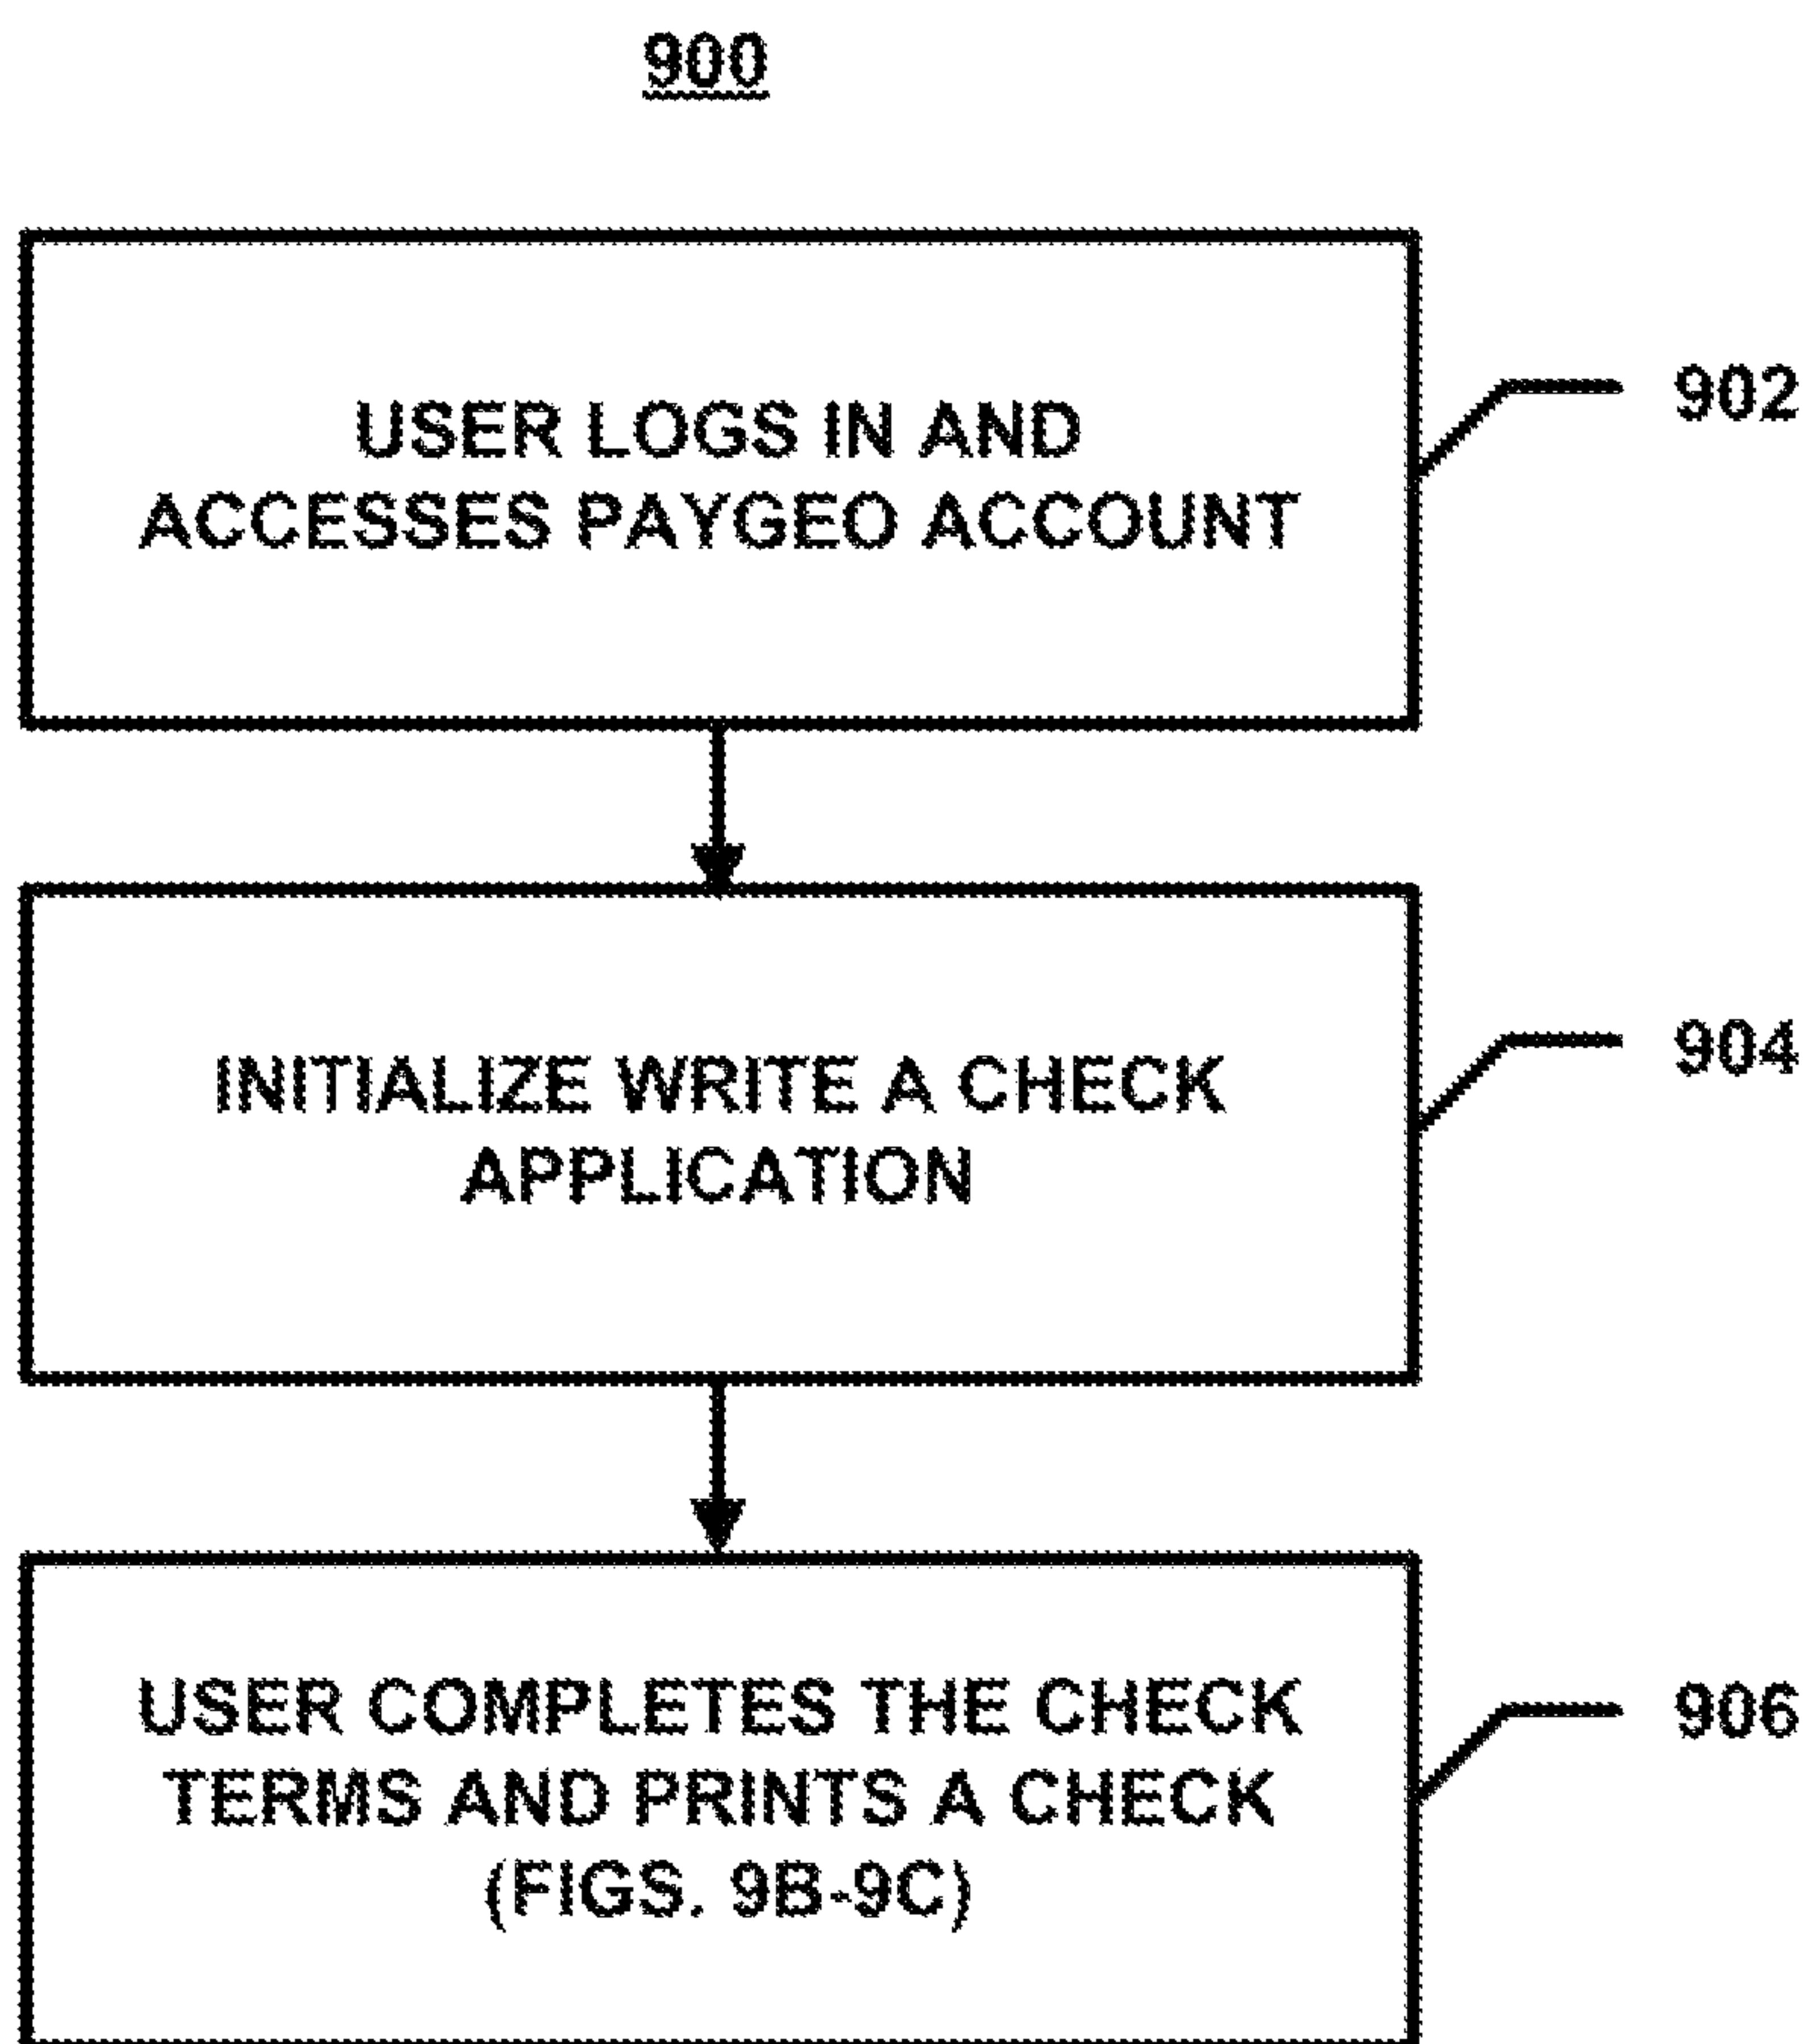 900
USER LOGS IN AND
ACCESSES PAYGEO ACCOUNT
902
INITIALIZE WRITE A CHECK
APPLICATION
904
USER COMPLETES THE CHECK
TERMS AND PRINTS A CHECK
(FIGS. 9B-9C)
906